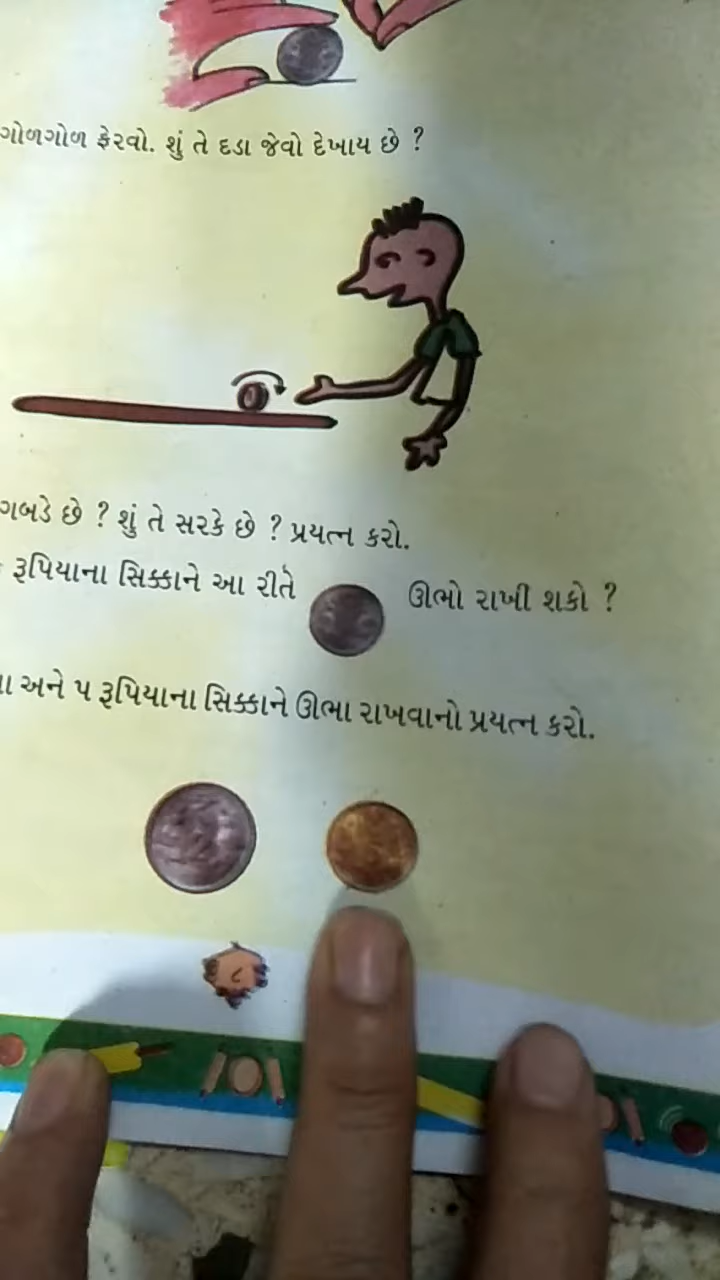 ગોળગોળ ફેરવો. શું તે દડા જેવો દેખાય છે ?
ગબડે છે ? શું તે સરકે છે ? પ્રયત્ન કરો.
રૂપિયાના સિક્કાને આ રીતે ઊભો રાખી શકો ?
અને ૫ રૂપિયાના સિક્કાને ઊભા રાખવાનો પ્રયત્ન કરો.